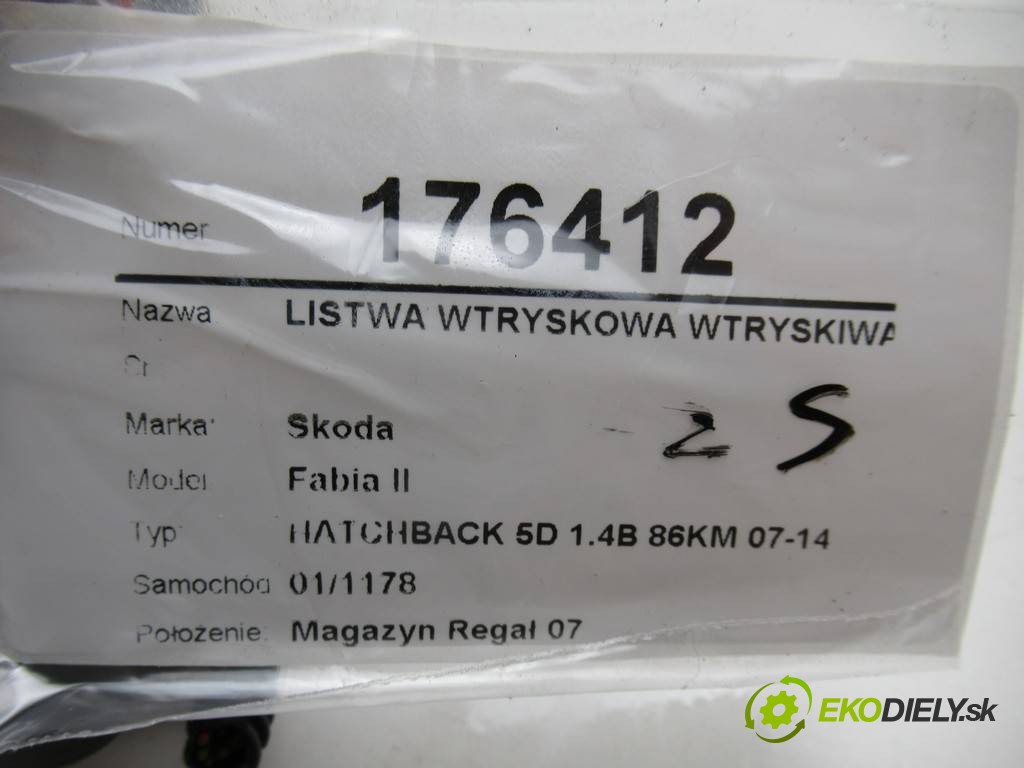 Numer 176412
Nazwa LISTWA WTRYSKOWA WTRYSKIWA
Marka: Skoda
2 S
Model Fabia II
Typ HATCHBACK 5D 1.4B 86KM 07-14
Samochód 01/1178
Położenie: Magazyn Regał 07
EKODIELY.sk